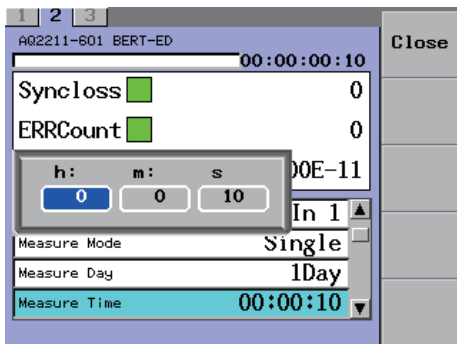 1 2 3
AQ2211-601 BERT-ED
Close
00:00:00:10
Syncloss 0
ERRCount 0
00E-11
h: m: s
0 0 10
In 1
Measure Mode Single
Measure Day 1Day
Measure Time 00:00:10